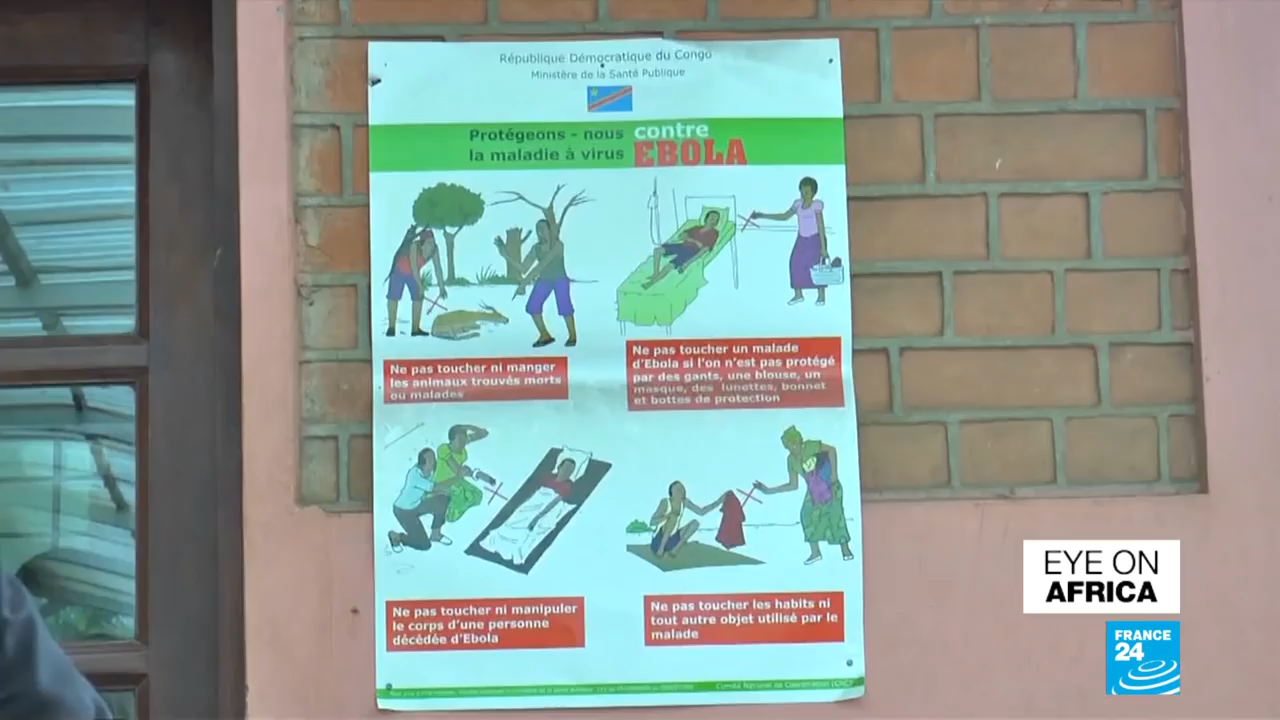 République Démocratique du Congo
Ministère de la Santé Publique
Protégeons - nous contre
la maladie à virus EBOLA
Ne pas toucher ni manger
les animaux trouvés morts
ou malades
Ne pas toucher un malade
d'Ebola si l'on n'est pas protégé
par des gants, une blouse, un
masque, des lunettes, bonnet
et bottes de protection
Ne pas toucher ni manipuler
le corps d'une personne
décédée d'Ebola
Ne pas toucher les habits ni
tout autre objet utilisé par le
malade
Comité National de Coordination
EYE ON
AFRICA
FRANCE
24